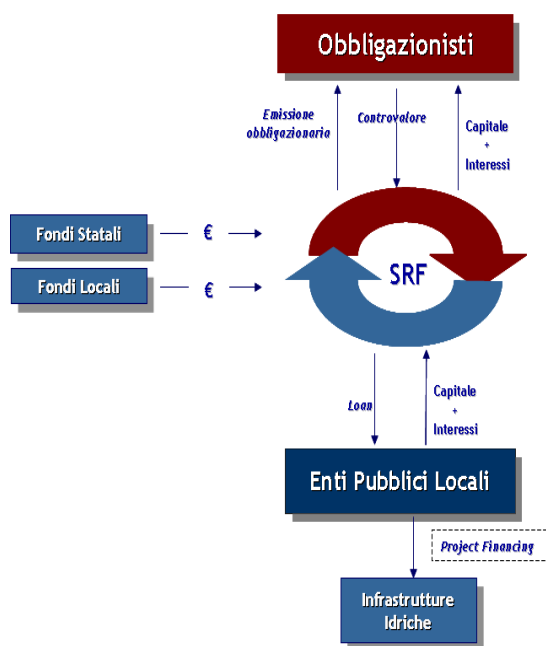 Obbligazionisti
Emissione
obbligazionaria
Controvalore
Capitale
+
Interessi
Fondi Statali
€
Fondi Locali
€
SRF
Loan
Capitale
+
Interessi
Enti Pubblici Locali
Project Financing
Infrastrutture
Idriche